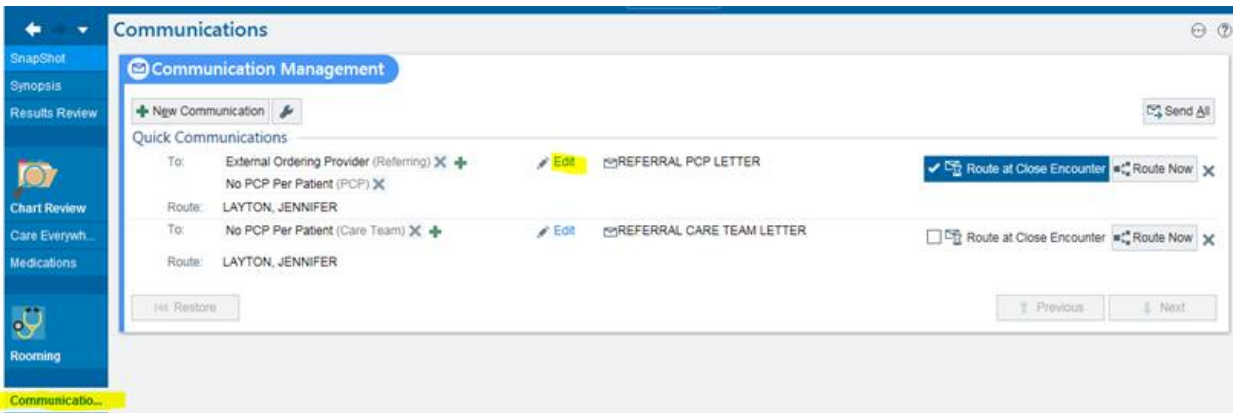 Communications
SnapShot
Synopsis
Results Review
Chart Review
Care Everywh...
Medications
Rooming
Communicatio...
Communication Management
New Communication
Send All
Quick Communications
To: External Ordering Provider (Referring) Edit REFERRAL PCP LETTER Route at Close Encounter Route Now
No PCP Per Patient (PCP)
Route: LAYTON, JENNIFER
To: No PCP Per Patient (Care Team) Edit REFERRAL CARE TEAM LETTER Route at Close Encounter Route Now
Route: LAYTON, JENNIFER
Restore Previous Next